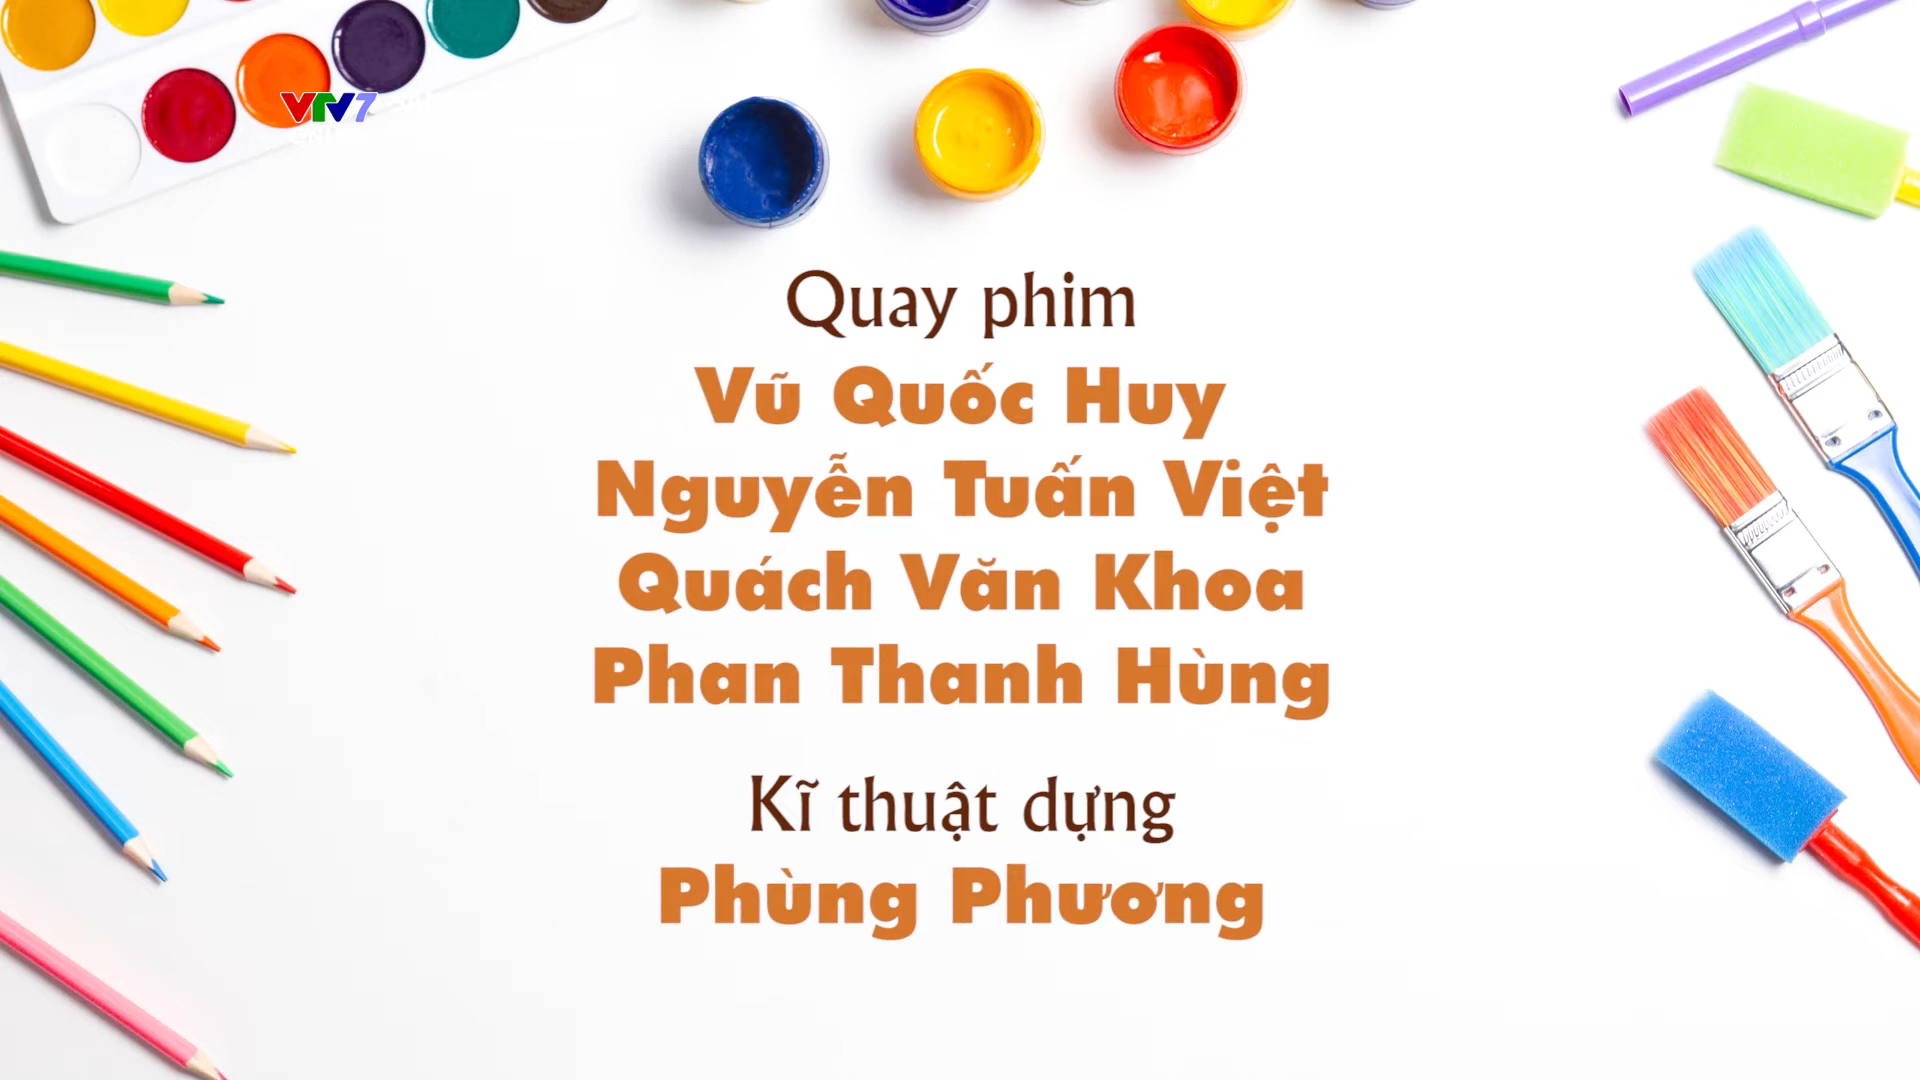 VTV7
Quay phim
Vũ Quốc Huy
Nguyễn Tuấn Việt
Quách Văn Khoa
Phan Thanh Hùng
Kĩ thuật dựng
Phùng Phương